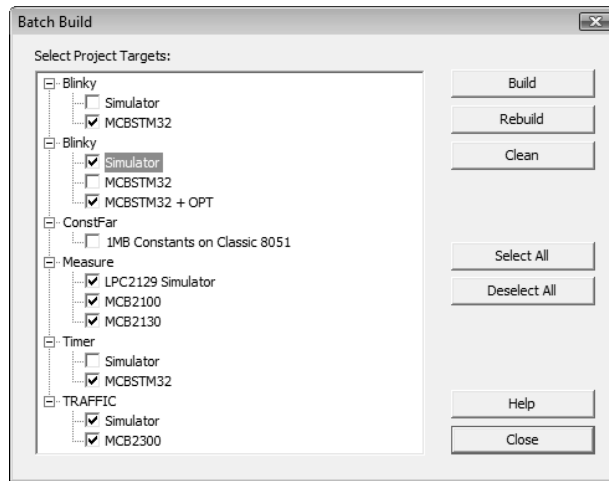 Batch Build
Select Project Targets:
Blinky
Simulator
MCBSTM32
Blinky
Simulator
MCBSTM32
MCBSTM32 + OPT
ConstFar
1MB Constants on Classic 8051
Measure
LPC2129 Simulator
MCB2100
MCB2130
Timer
Simulator
MCBSTM32
TRAFFIC
Simulator
MCB2300
Build
Rebuild
Clean
Select All
Deselect All
Help
Close